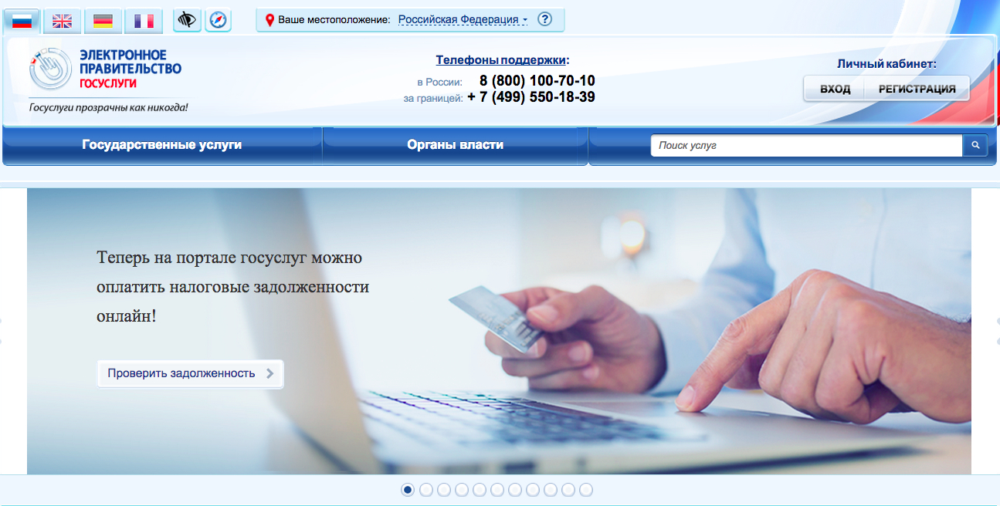 Ваше местоположение: Российская Федерация ?
ЭЛЕКТРОННОЕ
ПРАВИТЕЛЬСТВО
ГОСУСЛУГИ
Госуслуги прозрачны как никогда!
Телефоны поддержки:
в России: 8 (800) 100-70-10
за границей: + 7 (499) 550-18-39
Личный кабинет:
ВХОД РЕГИСТРАЦИЯ
Государственные услуги
Органы власти
Поиск услуг
Теперь на портале госуслуг можно
оплатить налоговые задолженности
онлайн!
Проверить задолженность